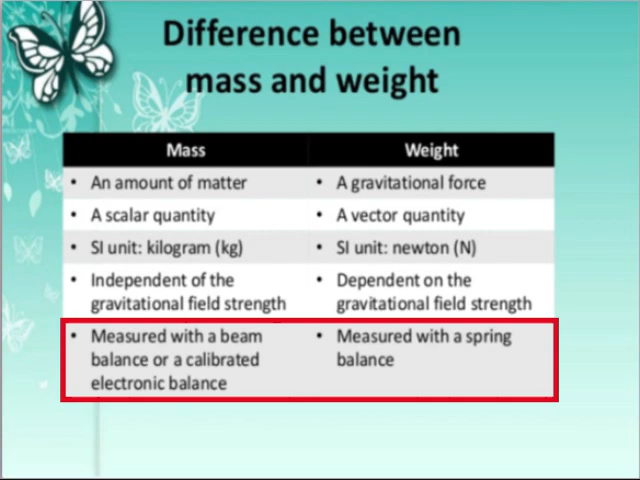 Difference between
mass and weight
Mass
Weight
• An amount of matter
• A gravitational force
• A scalar quantity
• A vector quantity
• SI unit: kilogram (kg)
• SI unit: newton (N)
• Independent of the
gravitational field strength
• Dependent on the
gravitational field strength
• Measured with a beam
balance or a calibrated
electronic balance
• Measured with a spring
balance